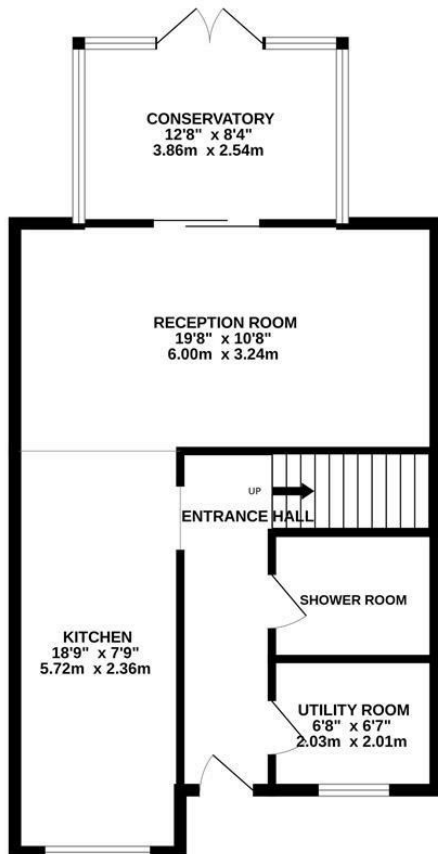 CONSERVATORY
12'8" x 8'4"
3.86m x 2.54m
RECEPTION ROOM
19'8" x 10'8"
6.00m x 3.24m
UP
ENTRANCE HALL
SHOWER ROOM
KITCHEN
18'9" x 7'9"
5.72m x 2.36m
UTILITY ROOM
6'8" x 6'7"
2.03m x 2.01m